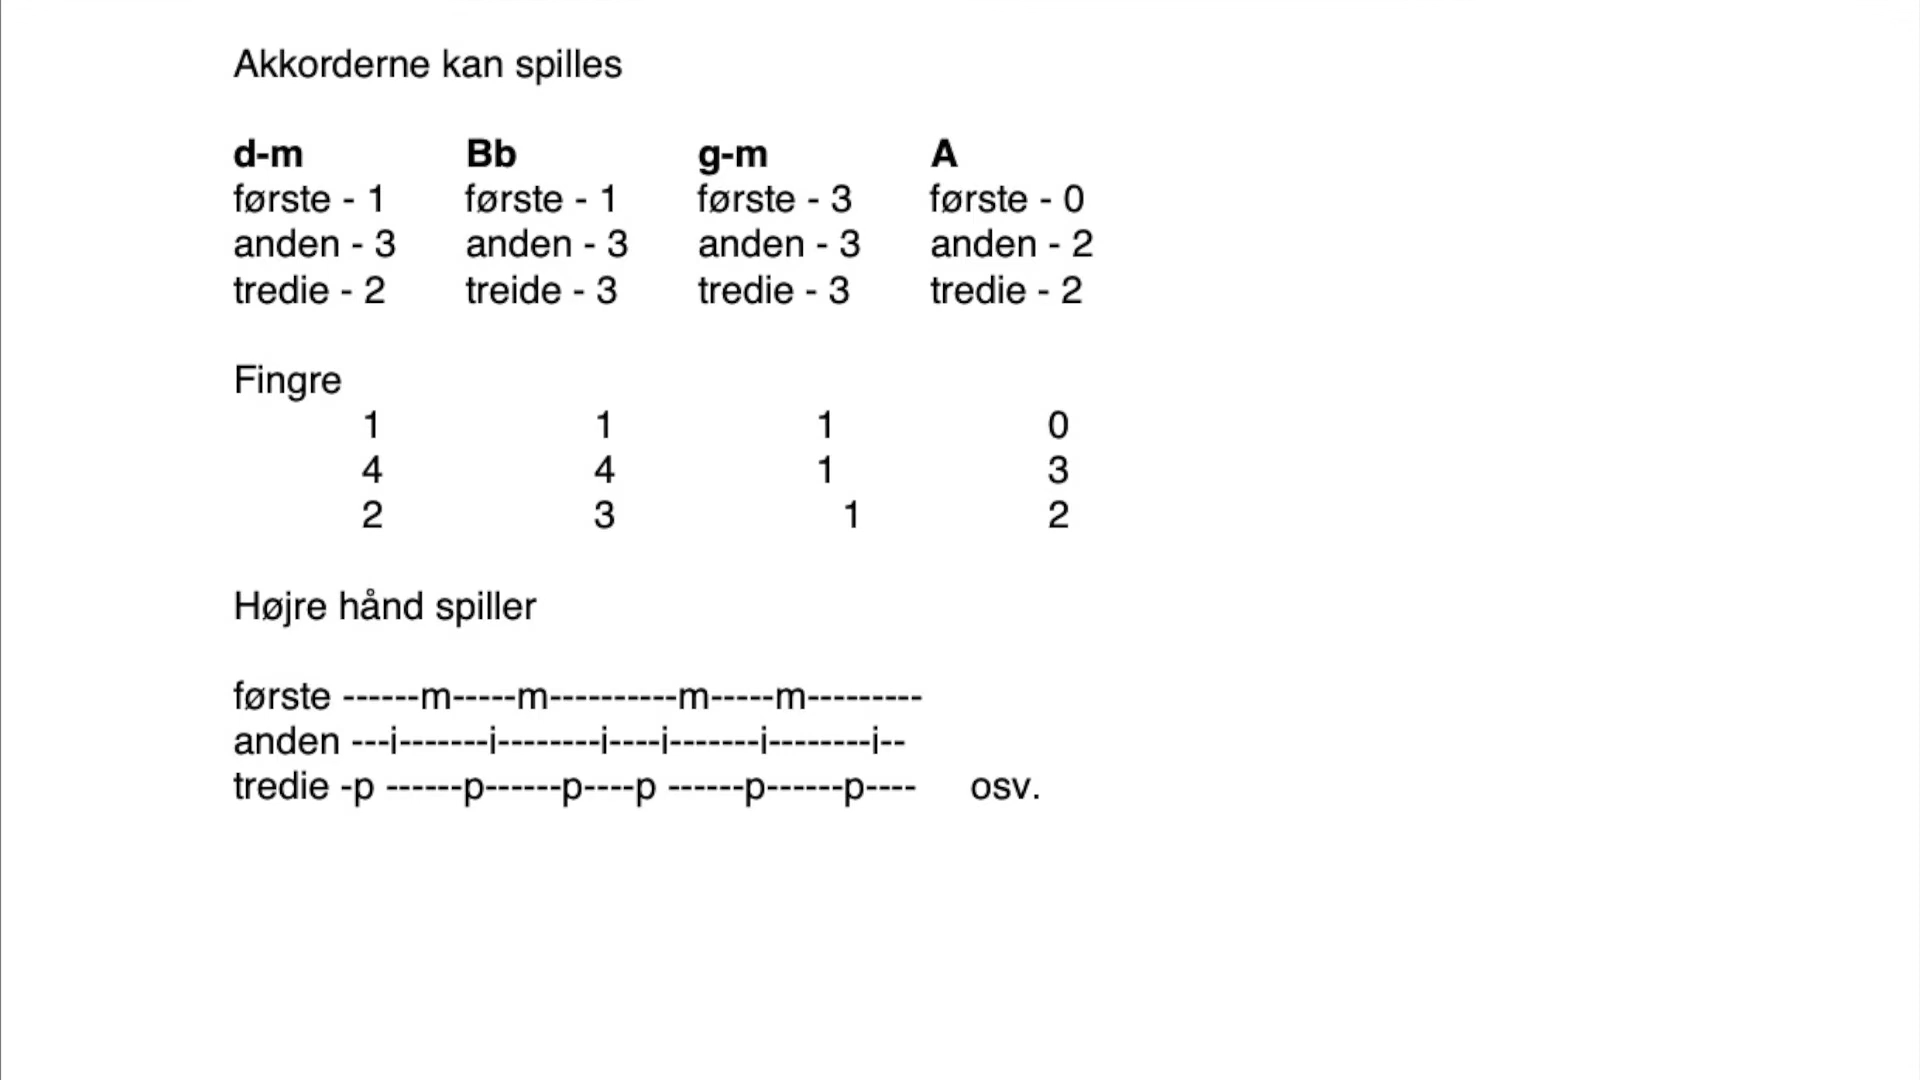 Akkorderne kan spilles
d-m Bb g-m A
første - 1 første - 1 første - 3 første - 0
anden - 3 anden - 3 anden - 3 anden - 2
tredie - 2 treide - 3 tredie - 3 tredie - 2
Fingre
1 1 1 0
4 4 1 3
2 3 1 2
Højre hånd spiller
første ------m-----m----------m-----m---------
anden ---i-------i--------i----i-------i--------i--
tredie -p ------p------p----p ------p------p---- osv.